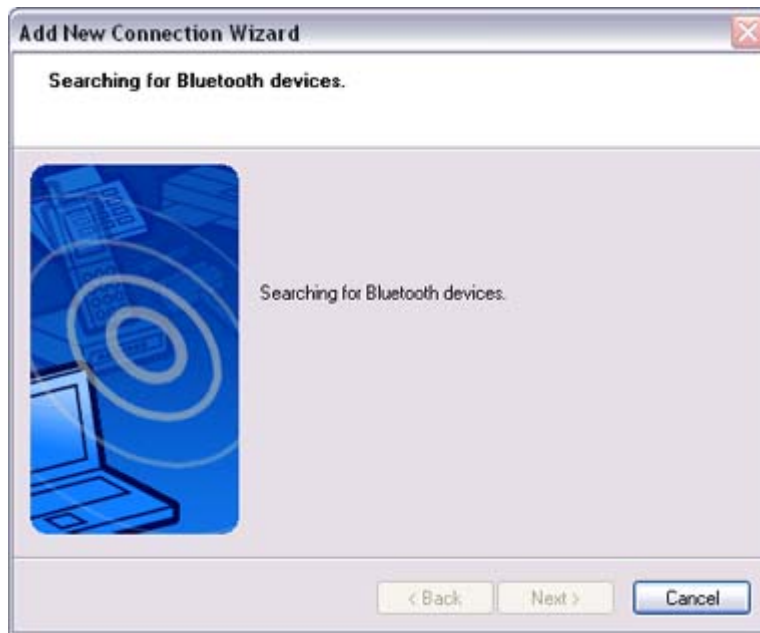 Add New Connection Wizard
Searching for Bluetooth devices.
Searching for Bluetooth devices.
< Back
Next >
Cancel